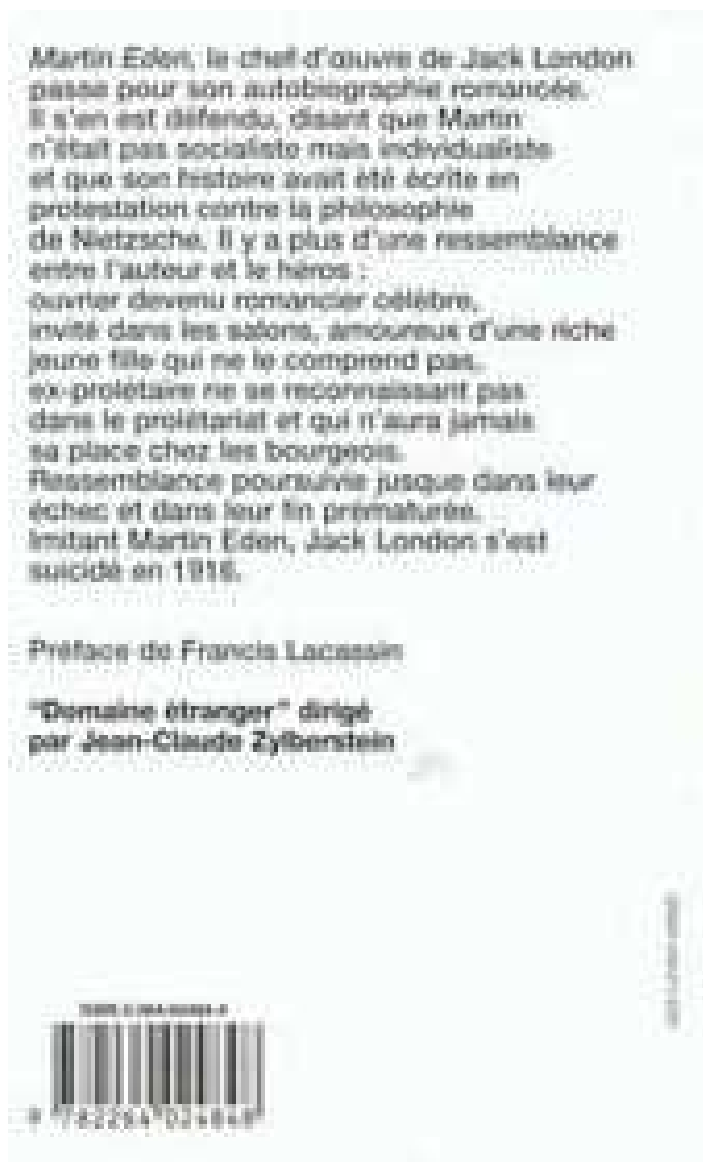 Martin Eden, le chef-d'œuvre de Jack London
passe pour son autobiographie romancée.
Il s'en est défendu, disant que Martin
n'était pas socialiste mais individualiste
et que son histoire avait été écrite en
protestation contre la philosophie
de Nietzsche. Il y a plus d'une ressemblance
entre l'auteur et le héros :
ouvrier devenu romancier célèbre,
invité dans les salons, amoureux d'une riche
jeune fille qui ne le comprend pas,
ex-prolétaire ne se reconnaissant pas
dans le prolétariat et qui n'aura jamais
sa place chez les bourgeois.
Ressemblance poursuivie jusque dans leur
échec et dans leur fin prématurée.
Imitant Martin Eden, Jack London s'est
suicidé en 1916.
Préface de Francis Lacassin
"Domaine étranger" dirigé
par Jean-Claude Zylberstein
9 782264 024848